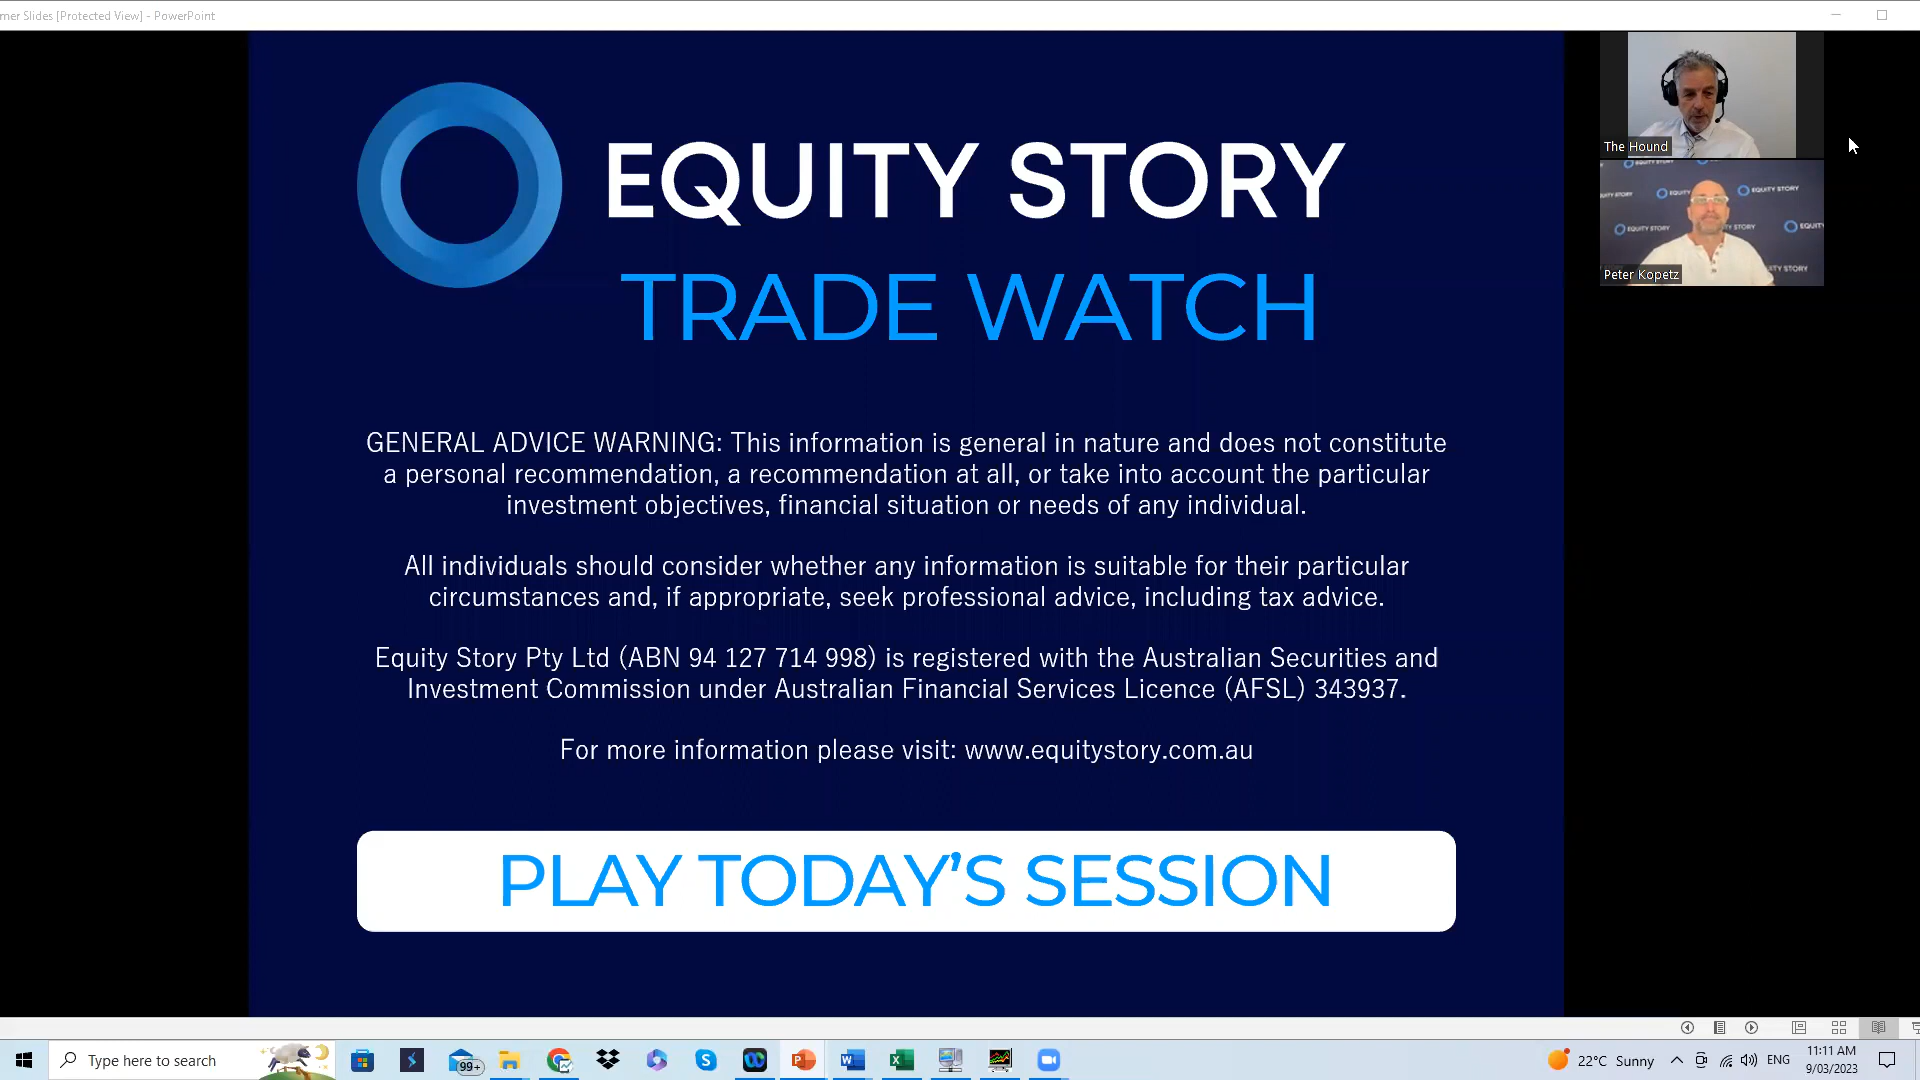 mer Slides [Protected View] - PowerPoint
EQUITY STORY
TRADE WATCH
GENERAL ADVICE WARNING: This information is general in nature and does not constitute
a personal recommendation, a recommendation at all, or take into account the particular
investment objectives, financial situation or needs of any individual.
All individuals should consider whether any information is suitable for their particular
circumstances and, if appropriate, seek professional advice, including tax advice.
Equity Story Pty Ltd (ABN 94 127 714 998) is registered with the Australian Securities and
Investment Commission under Australian Financial Services Licence (AFSL) 343937.
For more information please visit: www.equitystory.com.au
PLAY TODAY'S SESSION
The Hound
EQUITY STORY
EQUITY STORY
Peter Kopetz
Type here to search
99+
22°C Sunny
ENG
11:11 AM
9/03/2023